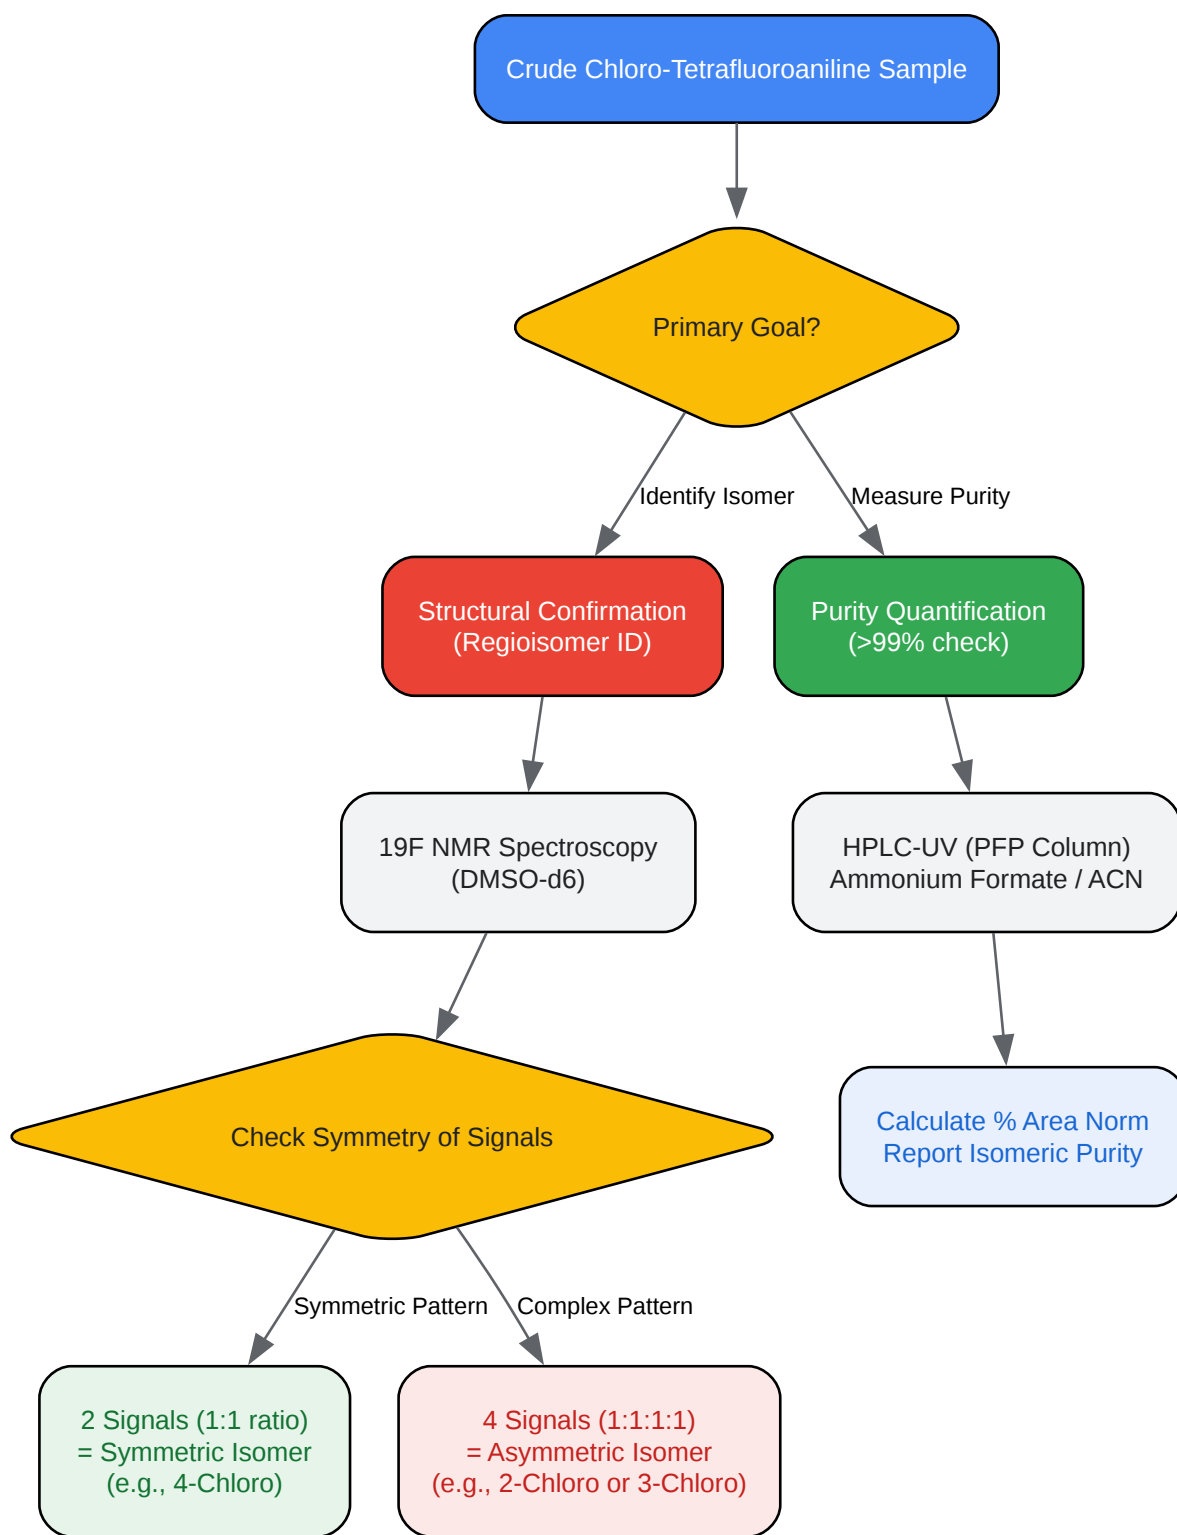 Crude Chloro-Tetrafluoroaniline Sample
Primary Goal?
Identify Isomer
Measure Purity
Structural Confirmation
(Regioisomer ID)
Purity Quantification
(>99% check)
19F NMR Spectroscopy
(DMSO-d6)
HPLC-UV (PFP Column)
Ammonium Formate / ACN
Check Symmetry of Signals
Calculate % Area Norm
Report Isomeric Purity
Symmetric Pattern
Complex Pattern
2 Signals (1:1 ratio)
= Symmetric Isomer
(e.g., 4-Chloro)
4 Signals (1:1:1:1)
= Asymmetric Isomer
(e.g., 2-Chloro or 3-Chloro)